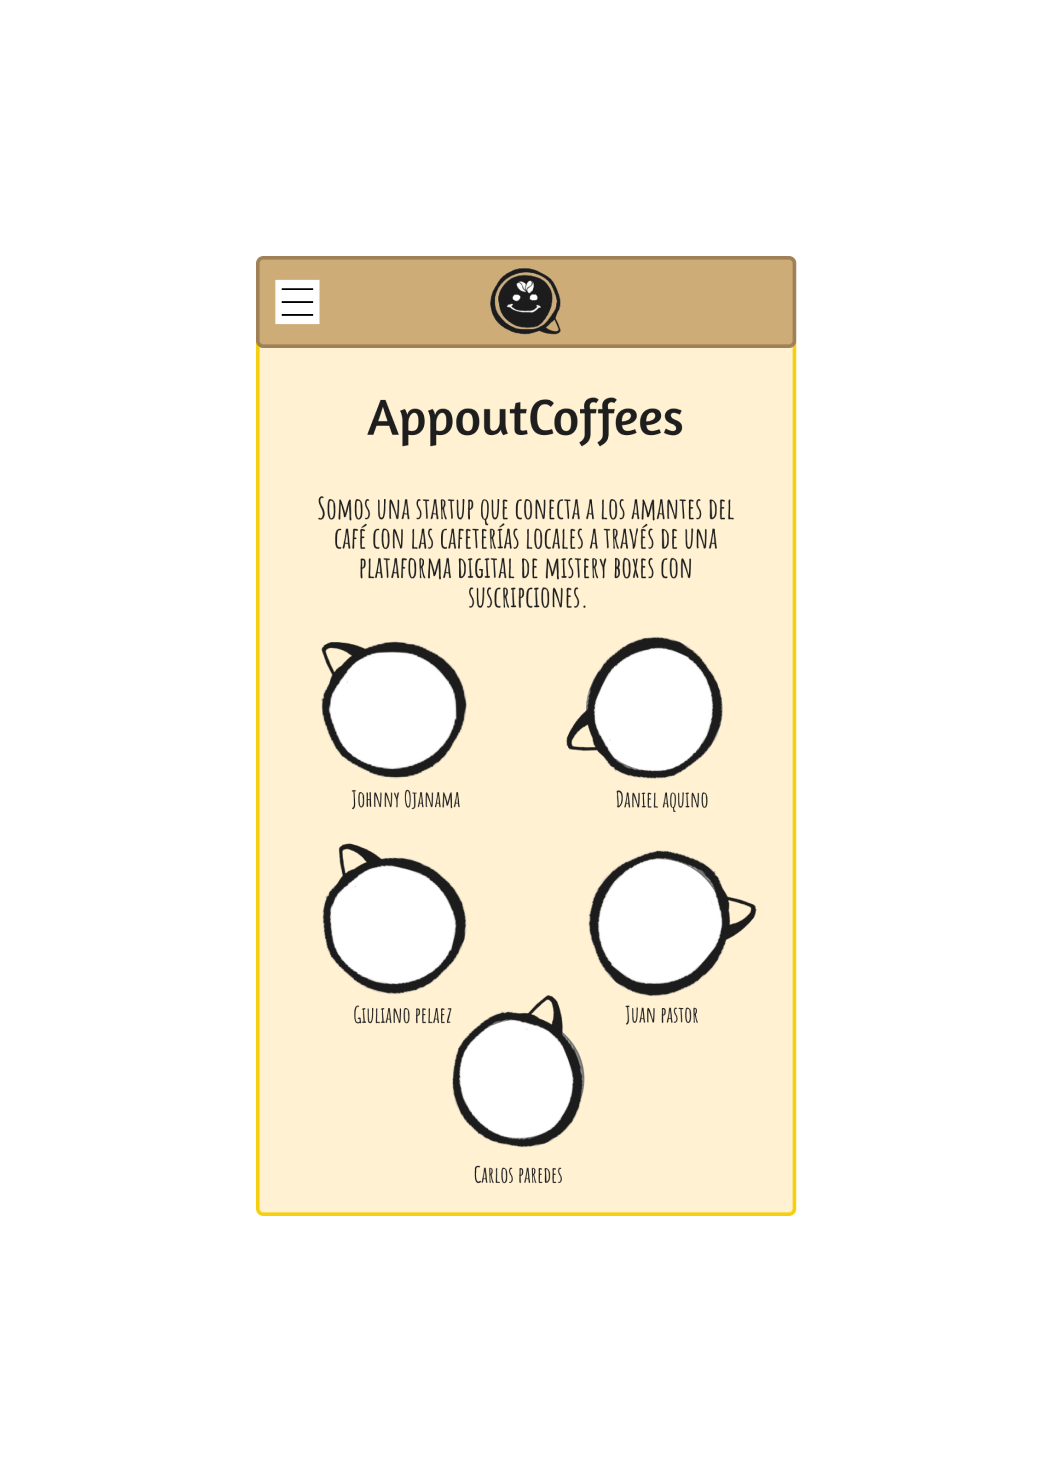 AppoutCoffees
Somos una startup que conecta a los amantes del
café con las cafeterías locales a través de una
plataforma digital de mistery boxes con
suscripciones.
Johnny Ojanama
Daniel aquino
Giuliano pelaez
Juan pastor
Carlos paredes